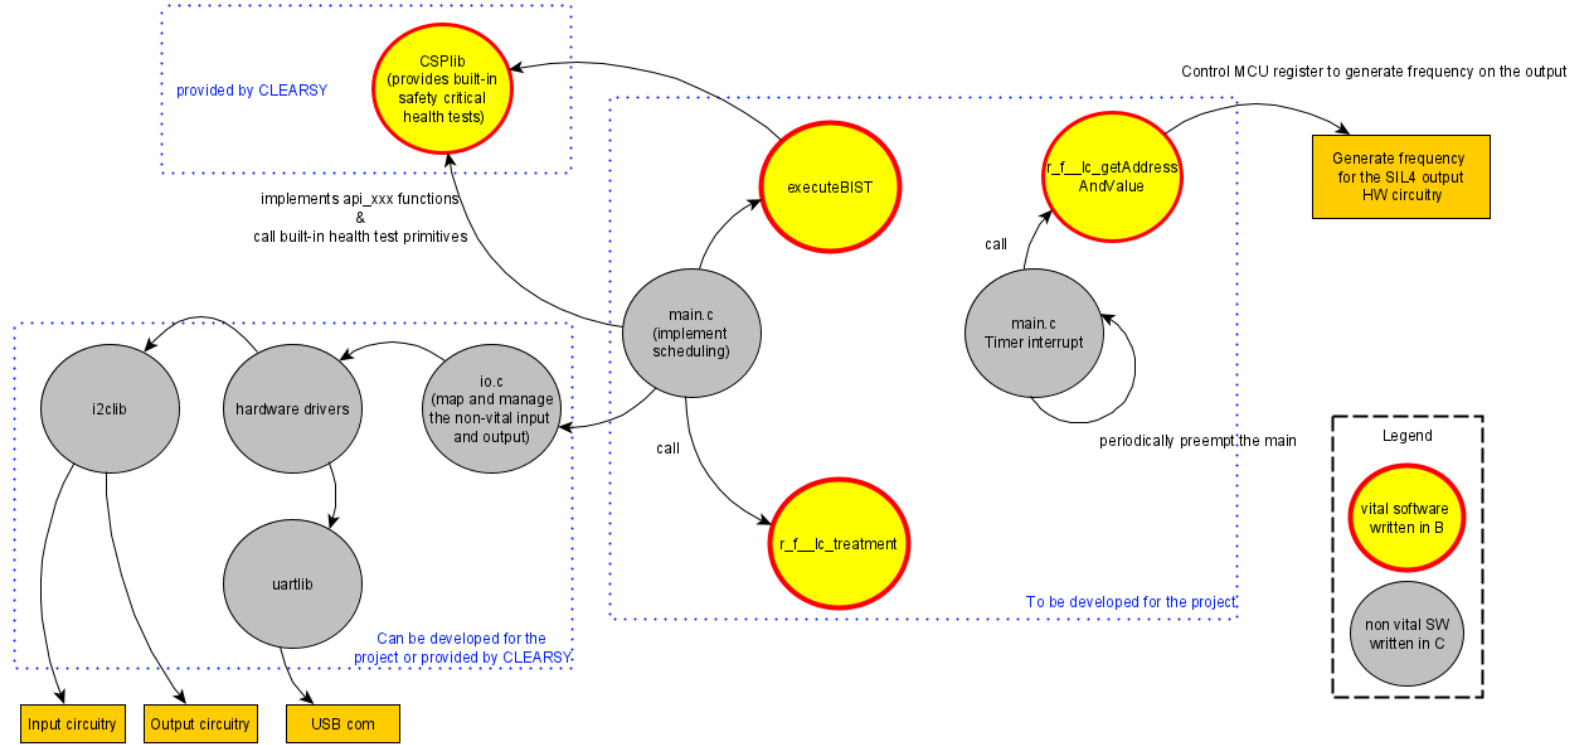 CSPlib
(provides built-in
safety critical
health tests)
provided by CLEARSY
Control MCU register to generate frequency on the output
r_f__lc_getAddress
AndValue
Generate frequency
for the SIL4 output
HW circuitry
executeBIST
implements api_xxx functions
&
call built-in health test primitives
call
main.c
(implement
scheduling)
main.c
Timer interrupt
i2clib
hardware drivers
io.c
(map and manage
the non-vital input
and output)
call
periodically preempt the main
Legend
vital software
written in B
non vital SW
written in C
r_f__lc_treatment
uartlib
To be developed for the project
Can be developed for the
project or provided by CLEARSY
Input circuitry
Output circuitry
USB com